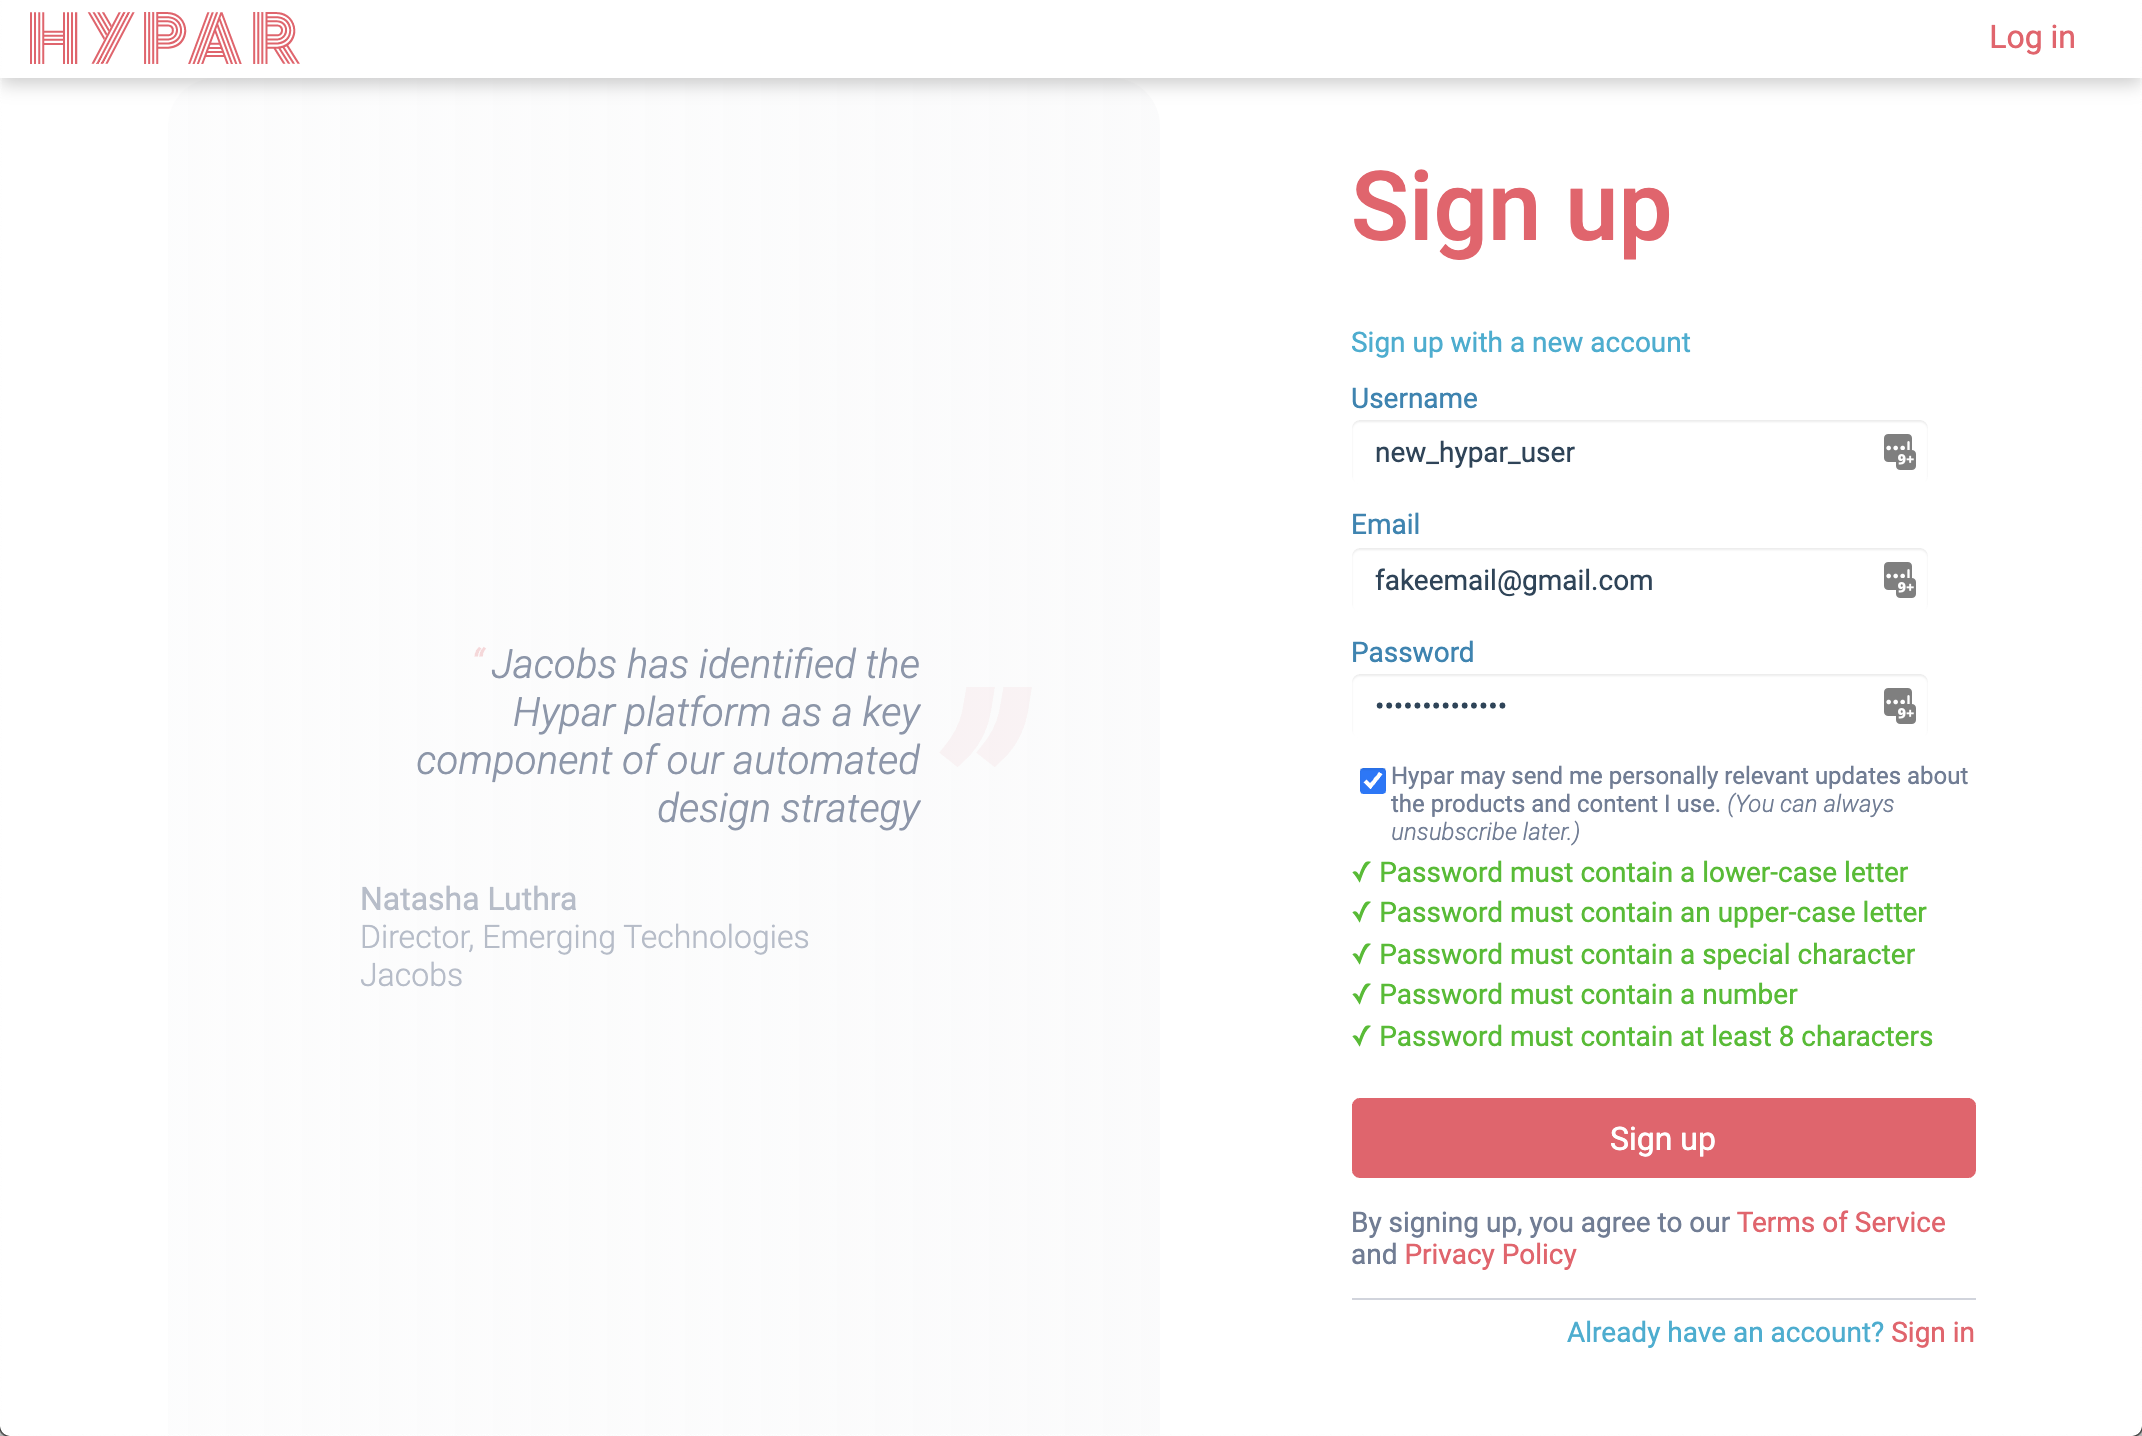 HYPAR
Log in
“ Jacobs has identified the
Hypar platform as a key
component of our automated
design strategy ”
Natasha Luthra
Director, Emerging Technologies
Jacobs
Sign up
Sign up with a new account
Username
new_hypar_user
9+
Email
fakeemail@gmail.com
9+
Password
••••••••••••••
9+
Hypar may send me personally relevant updates about
the products and content I use. (You can always
unsubscribe later.)
✓ Password must contain a lower-case letter
✓ Password must contain an upper-case letter
✓ Password must contain a special character
✓ Password must contain a number
✓ Password must contain at least 8 characters
Sign up
By signing up, you agree to our Terms of Service
and Privacy Policy
Already have an account? Sign in